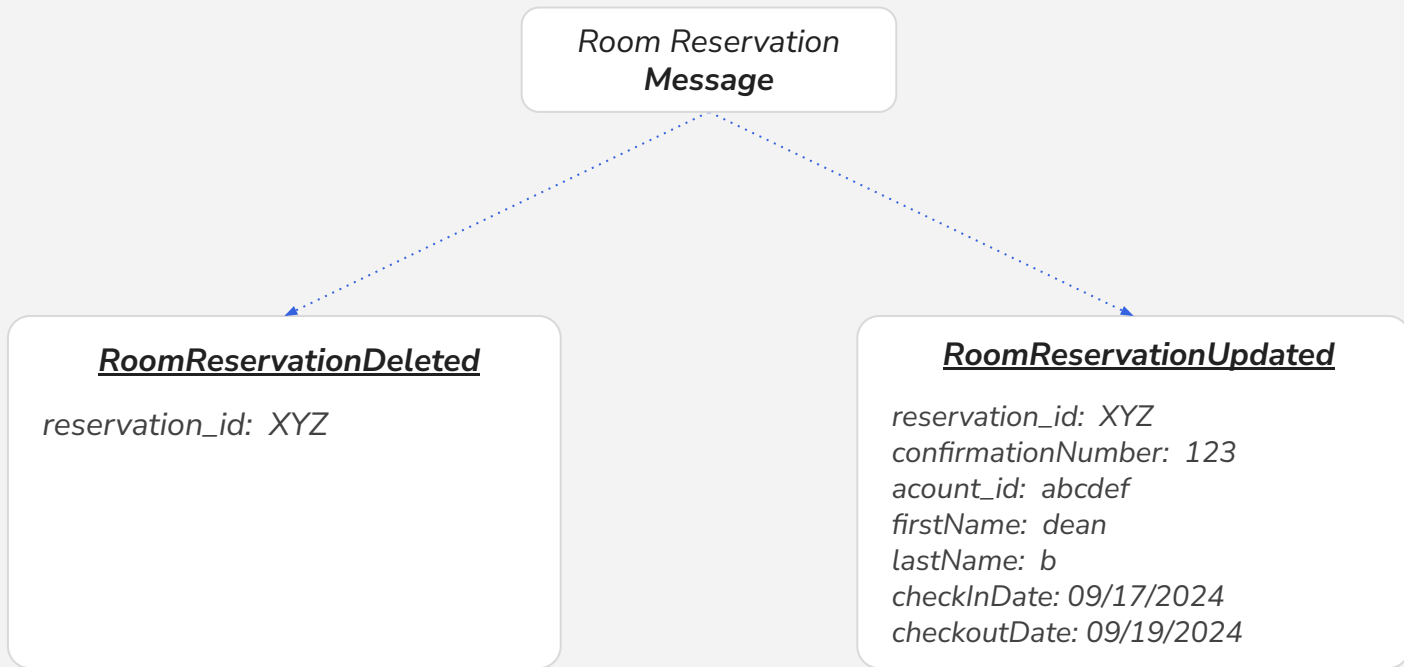 Room Reservation
Message
RoomReservationDeleted
reservation_id: XYZ
RoomReservationUpdated
reservation_id: XYZ
confirmationNumber: 123
acount_id: abcdef
firstName: dean
lastName: b
checkInDate: 09/17/2024
checkoutDate: 09/19/2024